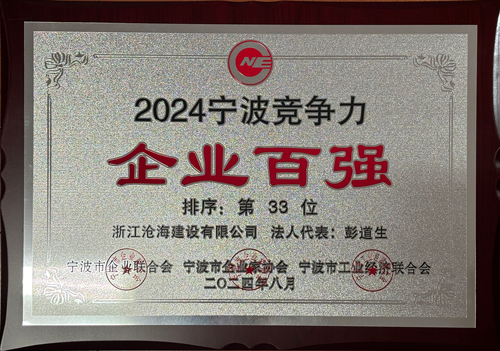 CNE
2024宁波竞争力
企业百强
排序：第 33 位
浙江沧海建设有限公司 法人代表：彭道生
宁波市企业联合会 宁波市企业家协会 宁波市工业经济联合会
二〇二四年八月